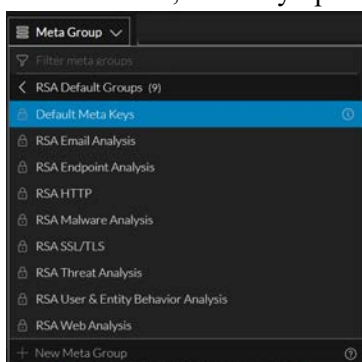 Meta Group
Filter meta groups
RSA Default Groups (9)
Default Meta Keys
RSA Email Analysis
RSA Endpoint Analysis
RSA HTTP
RSA Malware Analysis
RSA SSL/TLS
RSA Threat Analysis
RSA User & Entity Behavior Analysis
RSA Web Analysis
+ New Meta Group